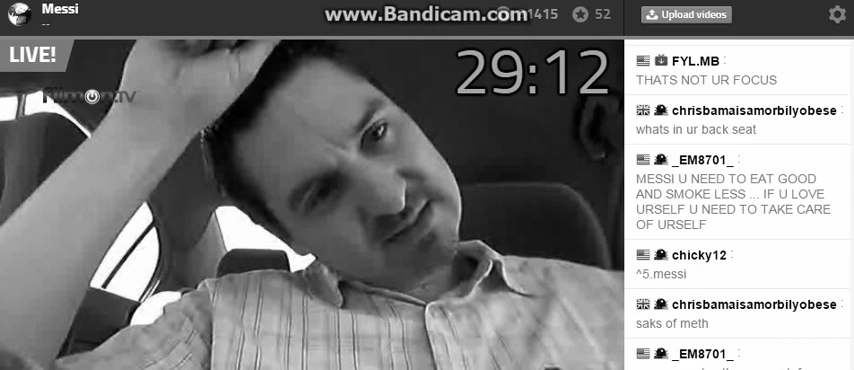 Messi
--
www.Bandicam.com
1415
52
Upload videos
LIVE!
filmon.tv
29:12
FYL.MB :
THATS NOT UR FOCUS
chrisbamaisamorbilyobese :
whats in ur back seat
_EM8701_ :
MESSI U NEED TO EAT GOOD
AND SMOKE LESS ... IF U LOVE
URSELF U NEED TO TAKE CARE
OF URSELF
chicky12 :
^5.messi
chrisbamaisamorbilyobese :
saks of meth
_EM8701_ :